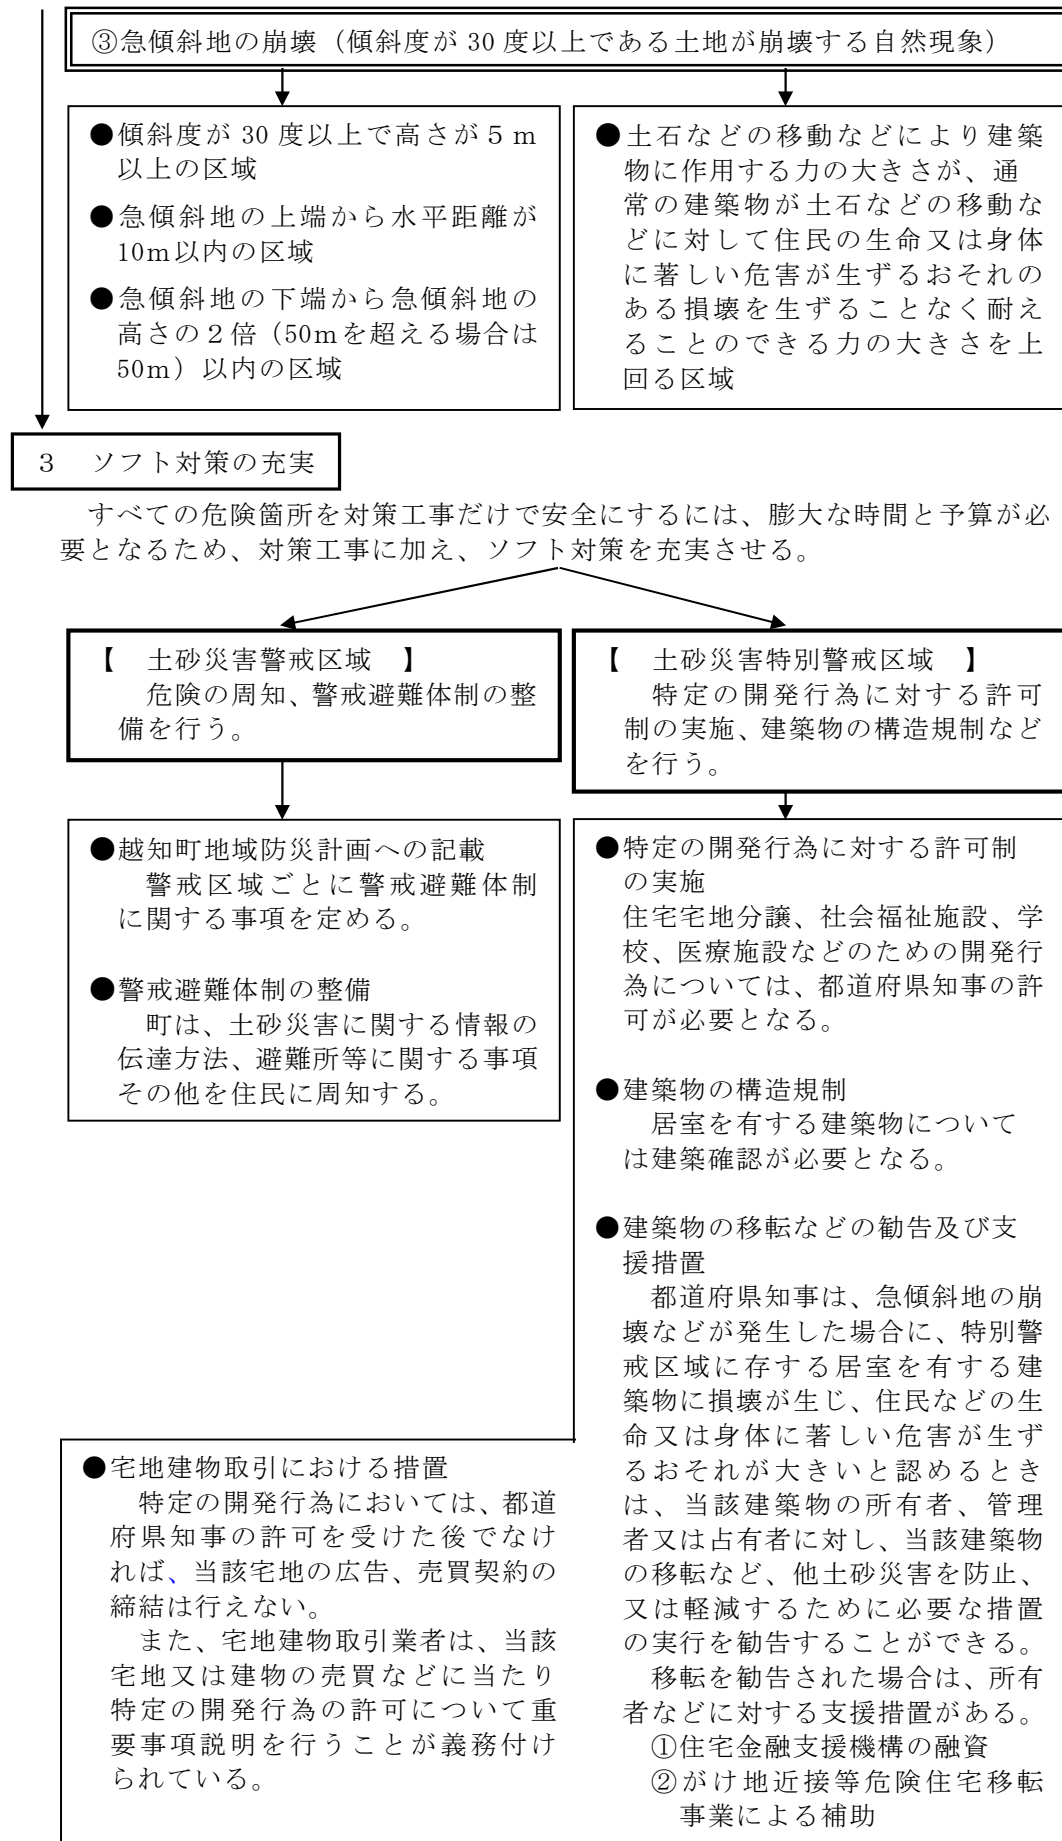 ③急傾斜地の崩壊（傾斜度が 30 度以上である土地が崩壊する自然現象）
●傾斜度が 30 度以上で高さが５ｍ
以上の区域
●急傾斜地の上端から水平距離が
10ｍ以内の区域
●急傾斜地の下端から急傾斜地の
高さの２倍（50ｍを超える場合は
50ｍ）以内の区域
●土石などの移動などにより建築
物に作用する力の大きさが、通
常の建築物が土石などの移動な
どに対して住民の生命又は身体
に著しい危害が生ずるおそれの
ある損壊を生ずることなく耐え
ることのできる力の大きさを上
回る区域
３　ソフト対策の充実
すべての危険箇所を対策工事だけで安全にするには、膨大な時間と予算が必
要となるため、対策工事に加え、ソフト対策を充実させる。
【　土砂災害警戒区域　】
危険の周知、警戒避難体制の整
備を行う。
【　土砂災害特別警戒区域　】
特定の開発行為に対する許可
制の実施、建築物の構造規制など
を行う。
●越知町地域防災計画への記載
警戒区域ごとに警戒避難体制
に関する事項を定める。
●警戒避難体制の整備
町は、土砂災害に関する情報の
伝達方法、避難所等に関する事項
その他を住民に周知する。
●特定の開発行為に対する許可制
の実施
住宅宅地分譲、社会福祉施設、学
校、医療施設などのための開発行
為については、都道府県知事の許
可が必要となる。
●建築物の構造規制
居室を有する建築物について
は建築確認が必要となる。
●建築物の移転などの勧告及び支
援措置
都道府県知事は、急傾斜地の崩
壊などが発生した場合に、特別警
戒区域に存する居室を有する建
築物に損壊が生じ、住民などの生
命又は身体に著しい危害が生ず
るおそれが大きいと認めるとき
は、当該建築物の所有者、管理
者又は占有者に対し、当該建築物
の移転など、他土砂災害を防止、
又は軽減するために必要な措置
の実行を勧告することができる。
移転を勧告された場合は、所有
者などに対する支援措置がある。
①住宅金融支援機構の融資
②がけ地近接等危険住宅移転
事業による補助
●宅地建物取引における措置
特定の開発行為においては、都道
府県知事の許可を受けた後でなけ
れば、当該宅地の広告、売買契約の
締結は行えない。
また、宅地建物取引業者は、当該
宅地又は建物の売買などに当たり
特定の開発行為の許可について重
要事項説明を行うことが義務付け
られている。